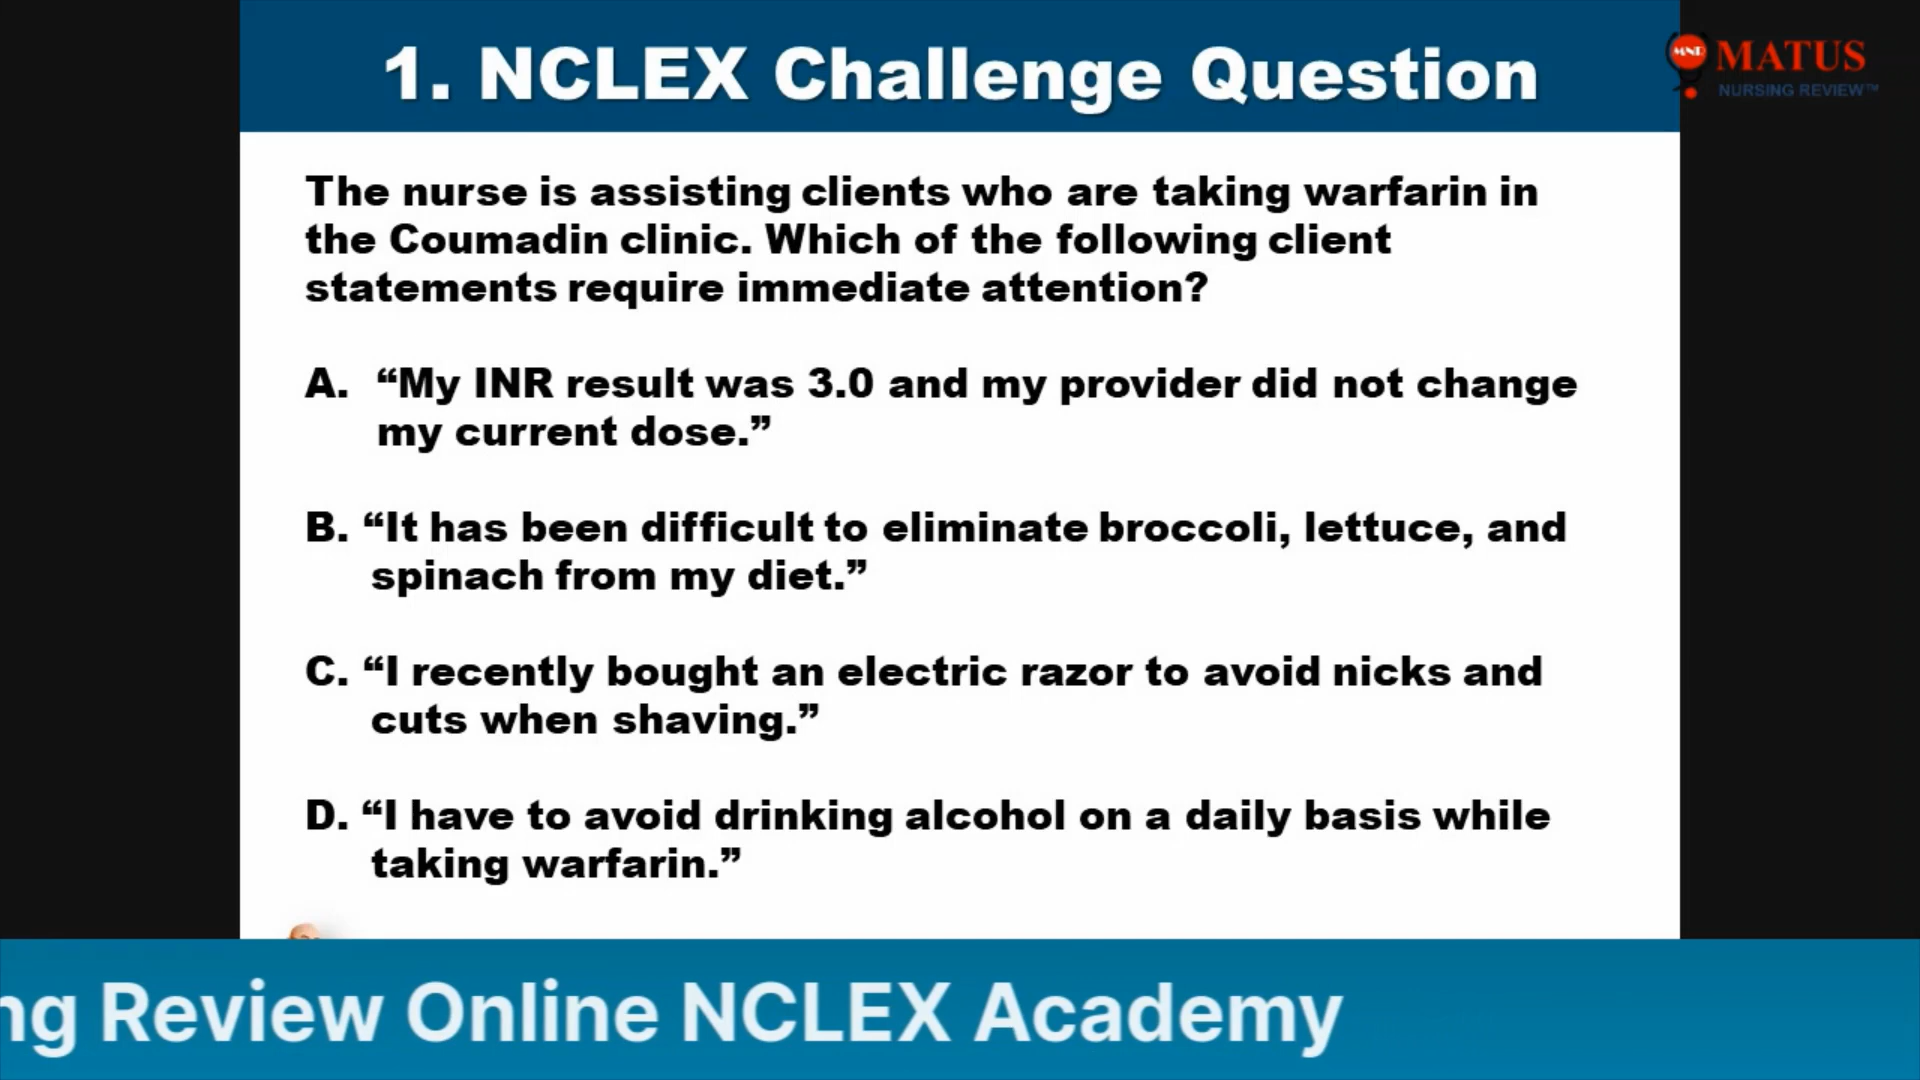 1. NCLEX Challenge Question
MNR MATUS
NURSING REVIEW™
The nurse is assisting clients who are taking warfarin in
the Coumadin clinic. Which of the following client
statements require immediate attention?
A. “My INR result was 3.0 and my provider did not change
my current dose.”
B. “It has been difficult to eliminate broccoli, lettuce, and
spinach from my diet.”
C. “I recently bought an electric razor to avoid nicks and
cuts when shaving.”
D. “I have to avoid drinking alcohol on a daily basis while
taking warfarin.”
ng Review Online NCLEX Academy